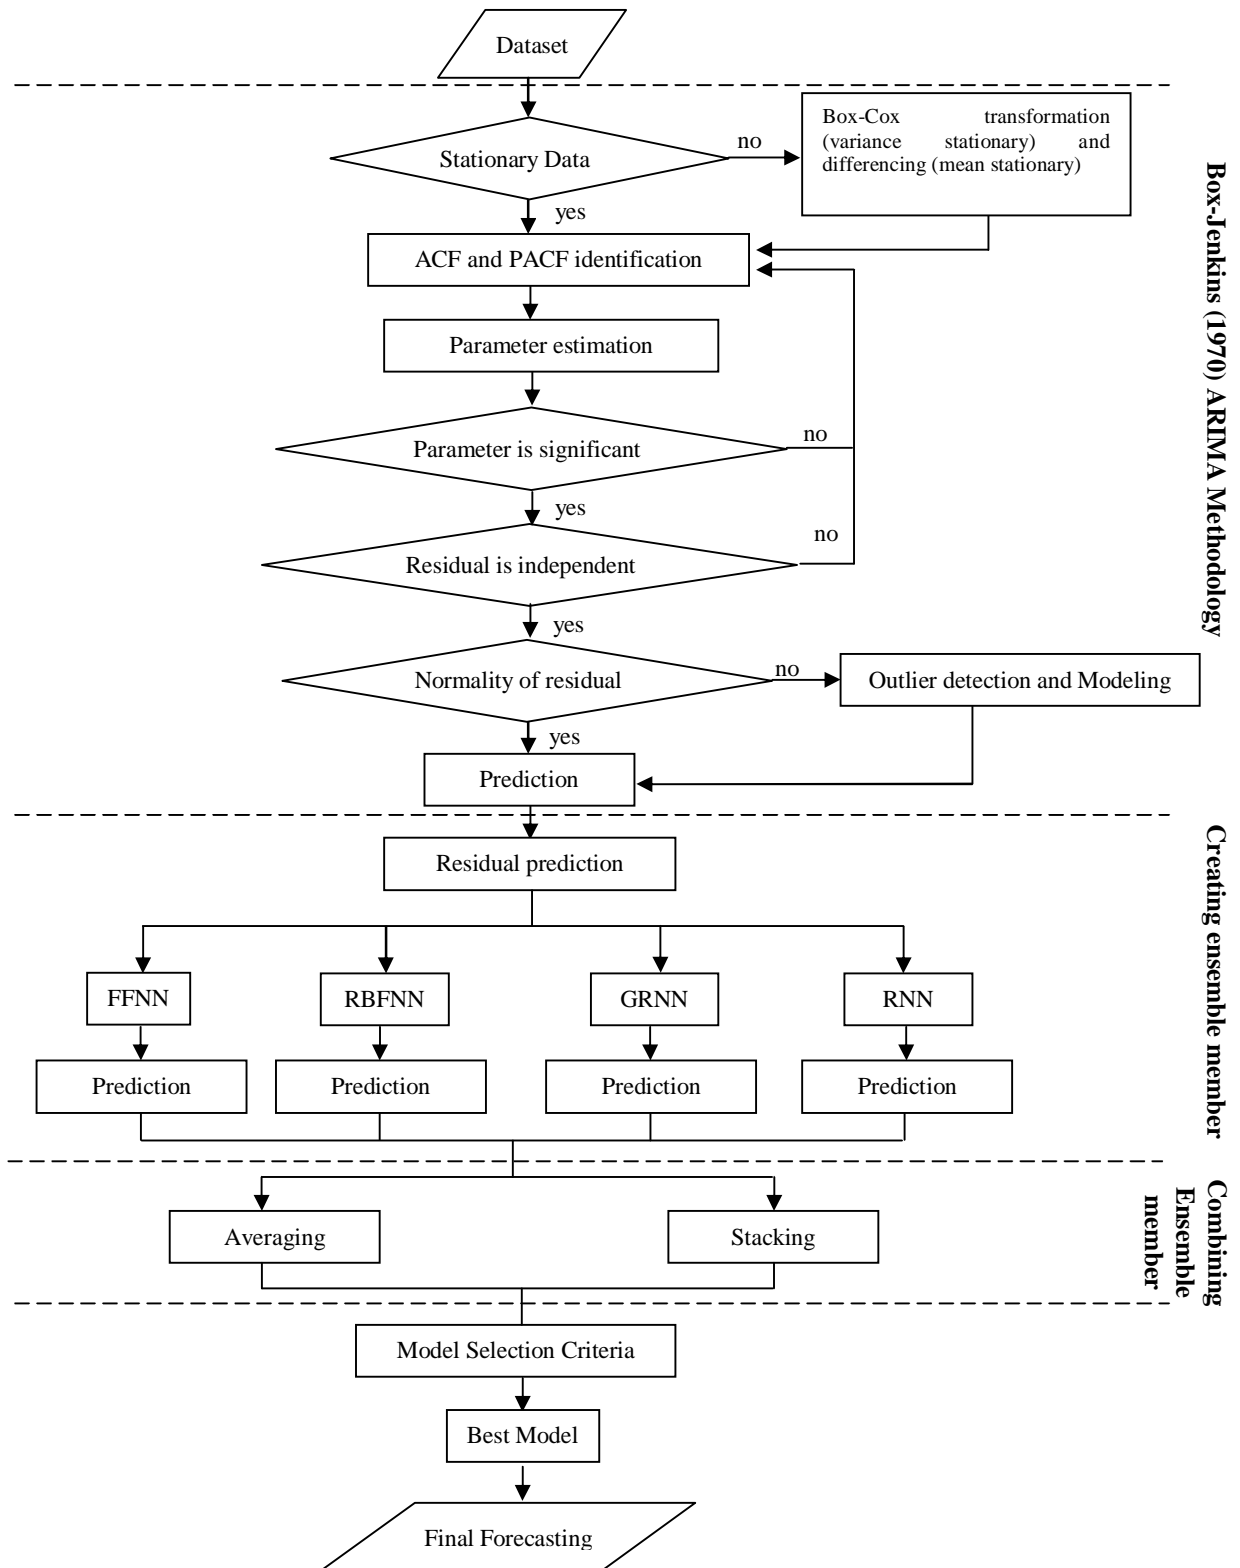 Dataset
Box-Cox transformation
(variance stationary) and
differencing (mean stationary)
no
Stationary Data
yes
ACF and PACF identification
Parameter estimation
Parameter is significant
no
yes
no
Residual is independent
yes
Normality of residual
no
Outlier detection and Modeling
yes
Prediction
Box-Jenkins (1970) ARIMA Methodology
Residual prediction
FFNN
RBFNN
GRNN
RNN
Prediction
Prediction
Prediction
Prediction
Creating ensemble member
Averaging
Stacking
Combining
Ensemble
member
Model Selection Criteria
Best Model
Final Forecasting